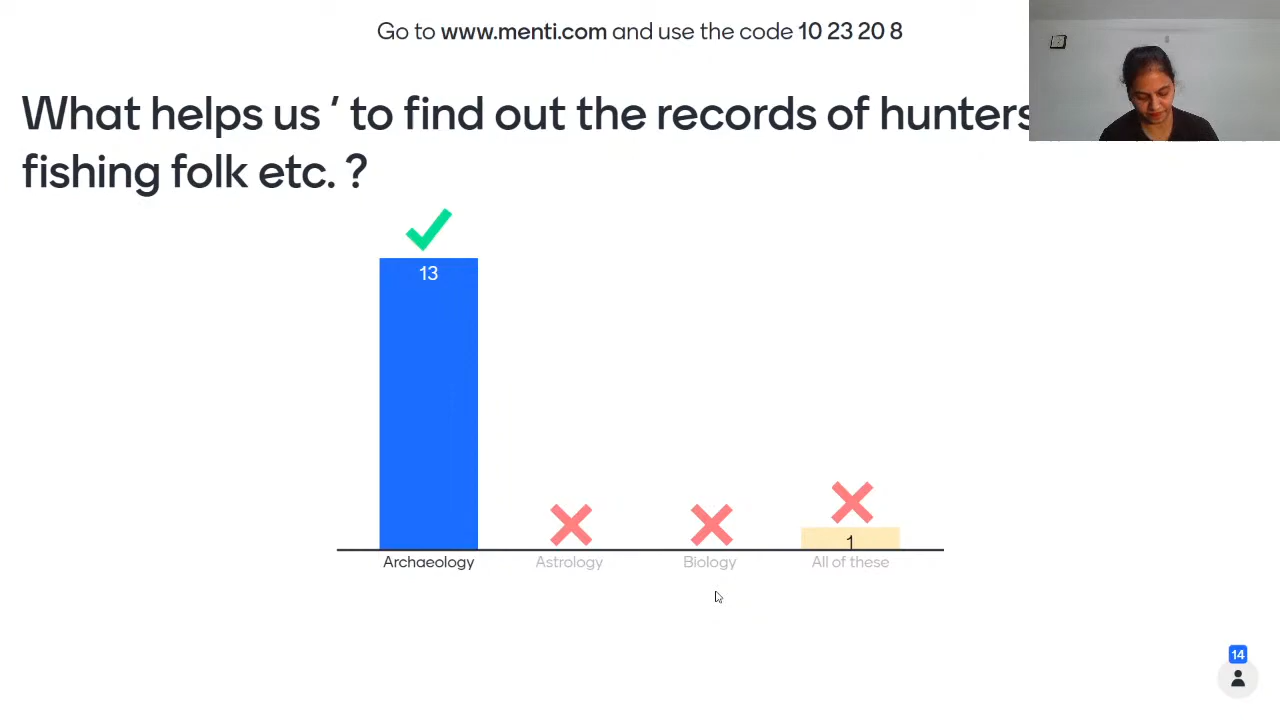 Go to www.menti.com and use the code 10 23 20 8
What helps us ‘ to find out the records of hunters
fishing folk etc. ?
13
1
Archaeology
Astrology
Biology
All of these
14